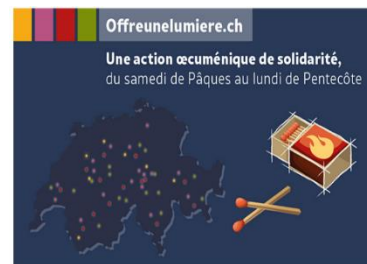 Offreunelumiere.ch
Une action œcuménique de solidarité,
du samedi de Pâques au lundi de Pentecôte